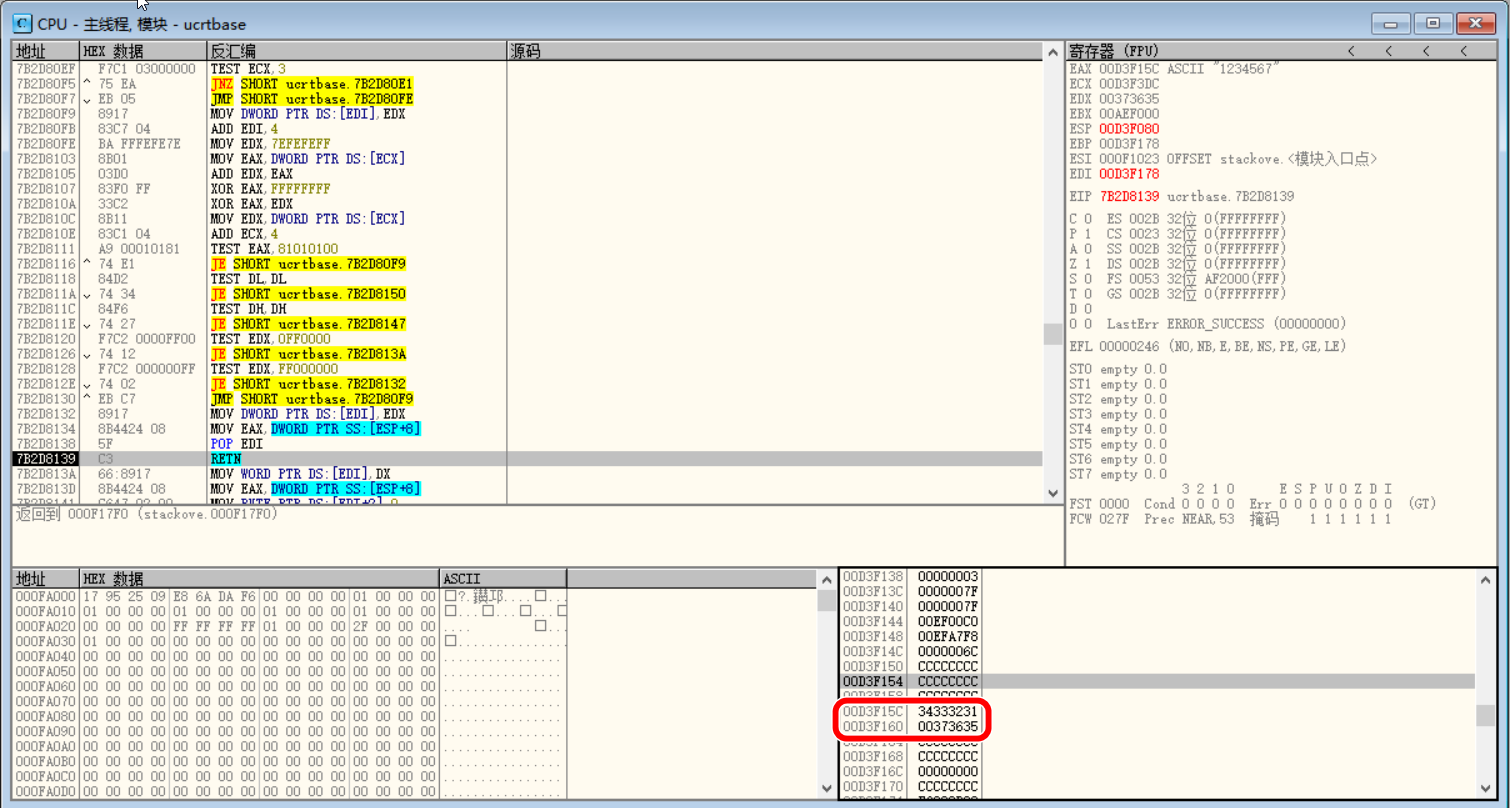 CPU - 主线程, 模块 - ucrtbase
地址 HEX 数据 反汇编 源码
7B2D80EF F7C1 03000000 TEST ECX,3
7B2D80F5 ^ 75 EA JNZ SHORT ucrtbase.7B2D80E1
7B2D80F7 v EB 05 JMP SHORT ucrtbase.7B2D80FE
7B2D80F9 8917 MOV DWORD PTR DS:[EDI],EDX
7B2D80FB 83C7 04 ADD EDI,4
7B2D80FE BA FFFEFE7E MOV EDX,7EFEFEFF
7B2D8103 8B01 MOV EAX,DWORD PTR DS:[ECX]
7B2D8105 03D0 ADD EDX,EAX
7B2D8107 83F0 FF XOR EAX,FFFFFFFF
7B2D810A 33C2 XOR EAX,EDX
7B2D810C 8B11 MOV EDX,DWORD PTR DS:[ECX]
7B2D810E 83C1 04 ADD ECX,4
7B2D8111 A9 00010181 TEST EAX,81010100
7B2D8116 ^ 74 E1 JE SHORT ucrtbase.7B2D80F9
7B2D8118 84D2 TEST DL,DL
7B2D811A v 74 34 JE SHORT ucrtbase.7B2D8150
7B2D811C 84F6 TEST DH,DH
7B2D811E v 74 27 JE SHORT ucrtbase.7B2D8147
7B2D8120 F7C2 0000FF00 TEST EDX,0FF0000
7B2D8126 v 74 12 JE SHORT ucrtbase.7B2D813A
7B2D8128 F7C2 000000FF TEST EDX,FF000000
7B2D812E v 74 02 JE SHORT ucrtbase.7B2D8132
7B2D8130 ^ EB C7 JMP SHORT ucrtbase.7B2D80F9
7B2D8132 8917 MOV DWORD PTR DS:[EDI],EDX
7B2D8134 8B4424 08 MOV EAX,DWORD PTR SS:[ESP+8]
7B2D8138 5F POP EDI
7B2D8139 C3 RETN
7B2D813A 66:8917 MOV WORD PTR DS:[EDI],DX
7B2D813D 8B4424 08 MOV EAX,DWORD PTR SS:[ESP+8]
返回到 000F17F0 (stackove.000F17F0)
寄存器 (FPU) < < < <
EAX 00D3F15C ASCII "1234567"
ECX 00D3F3DC
EDX 00373635
EBX 00AEF000
ESP 00D3F080
EBP 00D3F178
ESI 000F1023 OFFSET stackove.<模块入口点>
EDI 00D3F178
EIP 7B2D8139 ucrtbase.7B2D8139
C 0 ES 002B 32位 0(FFFFFFFF)
P 1 CS 0023 32位 0(FFFFFFFF)
A 0 SS 002B 32位 0(FFFFFFFF)
Z 1 DS 002B 32位 0(FFFFFFFF)
S 0 FS 0053 32位 AF2000(FFF)
T 0 GS 002B 32位 0(FFFFFFFF)
D 0
O 0 LastErr ERROR_SUCCESS (00000000)
EFL 00000246 (NO,NB,E,BE,NS,PE,GE,LE)
ST0 empty 0.0
ST1 empty 0.0
ST2 empty 0.0
ST3 empty 0.0
ST4 empty 0.0
ST5 empty 0.0
ST6 empty 0.0
ST7 empty 0.0
3 2 1 0 E S P U O Z D I
FST 0000 Cond 0 0 0 0 Err 0 0 0 0 0 0 0 0 (GT)
FCW 027F Prec NEAR,53 掩码 1 1 1 1 1 1
地址 HEX 数据 ASCII
000FA000 17 95 25 09 E8 6A DA F6 00 00 00 00 01 00 00 00
000FA010 01 00 00 00 01 00 00 00 01 00 00 00 01 00 00 00
000FA020 00 00 00 00 FF FF FF FF 01 00 00 00 2F 00 00 00
000FA030 01 00 00 00 00 00 00 00 00 00 00 00 00 00 00 00
000FA040 00 00 00 00 00 00 00 00 00 00 00 00 00 00 00 00
000FA050 00 00 00 00 00 00 00 00 00 00 00 00 00 00 00 00
000FA060 00 00 00 00 00 00 00 00 00 00 00 00 00 00 00 00
000FA070 00 00 00 00 00 00 00 00 00 00 00 00 00 00 00 00
000FA080 00 00 00 00 00 00 00 00 00 00 00 00 00 00 00 00
000FA090 00 00 00 00 00 00 00 00 00 00 00 00 00 00 00 00
000FA0A0 00 00 00 00 00 00 00 00 00 00 00 00 00 00 00 00
000FA0B0 00 00 00 00 00 00 00 00 00 00 00 00 00 00 00 00
000FA0C0 00 00 00 00 00 00 00 00 00 00 00 00 00 00 00 00
000FA0D0 00 00 00 00 00 00 00 00 00 00 00 00 00 00 00 00
00D3F138 00000003
00D3F13C 0000007F
00D3F140 0000007F
00D3F144 00EF00C0
00D3F148 00EFA7F8
00D3F14C 0000006C
00D3F150 CCCCCCCC
00D3F154 CCCCCCCC
00D3F15C 34333231
00D3F160 00373635
00D3F168 CCCCCCCC
00D3F16C 00000000
00D3F170 CCCCCCCC